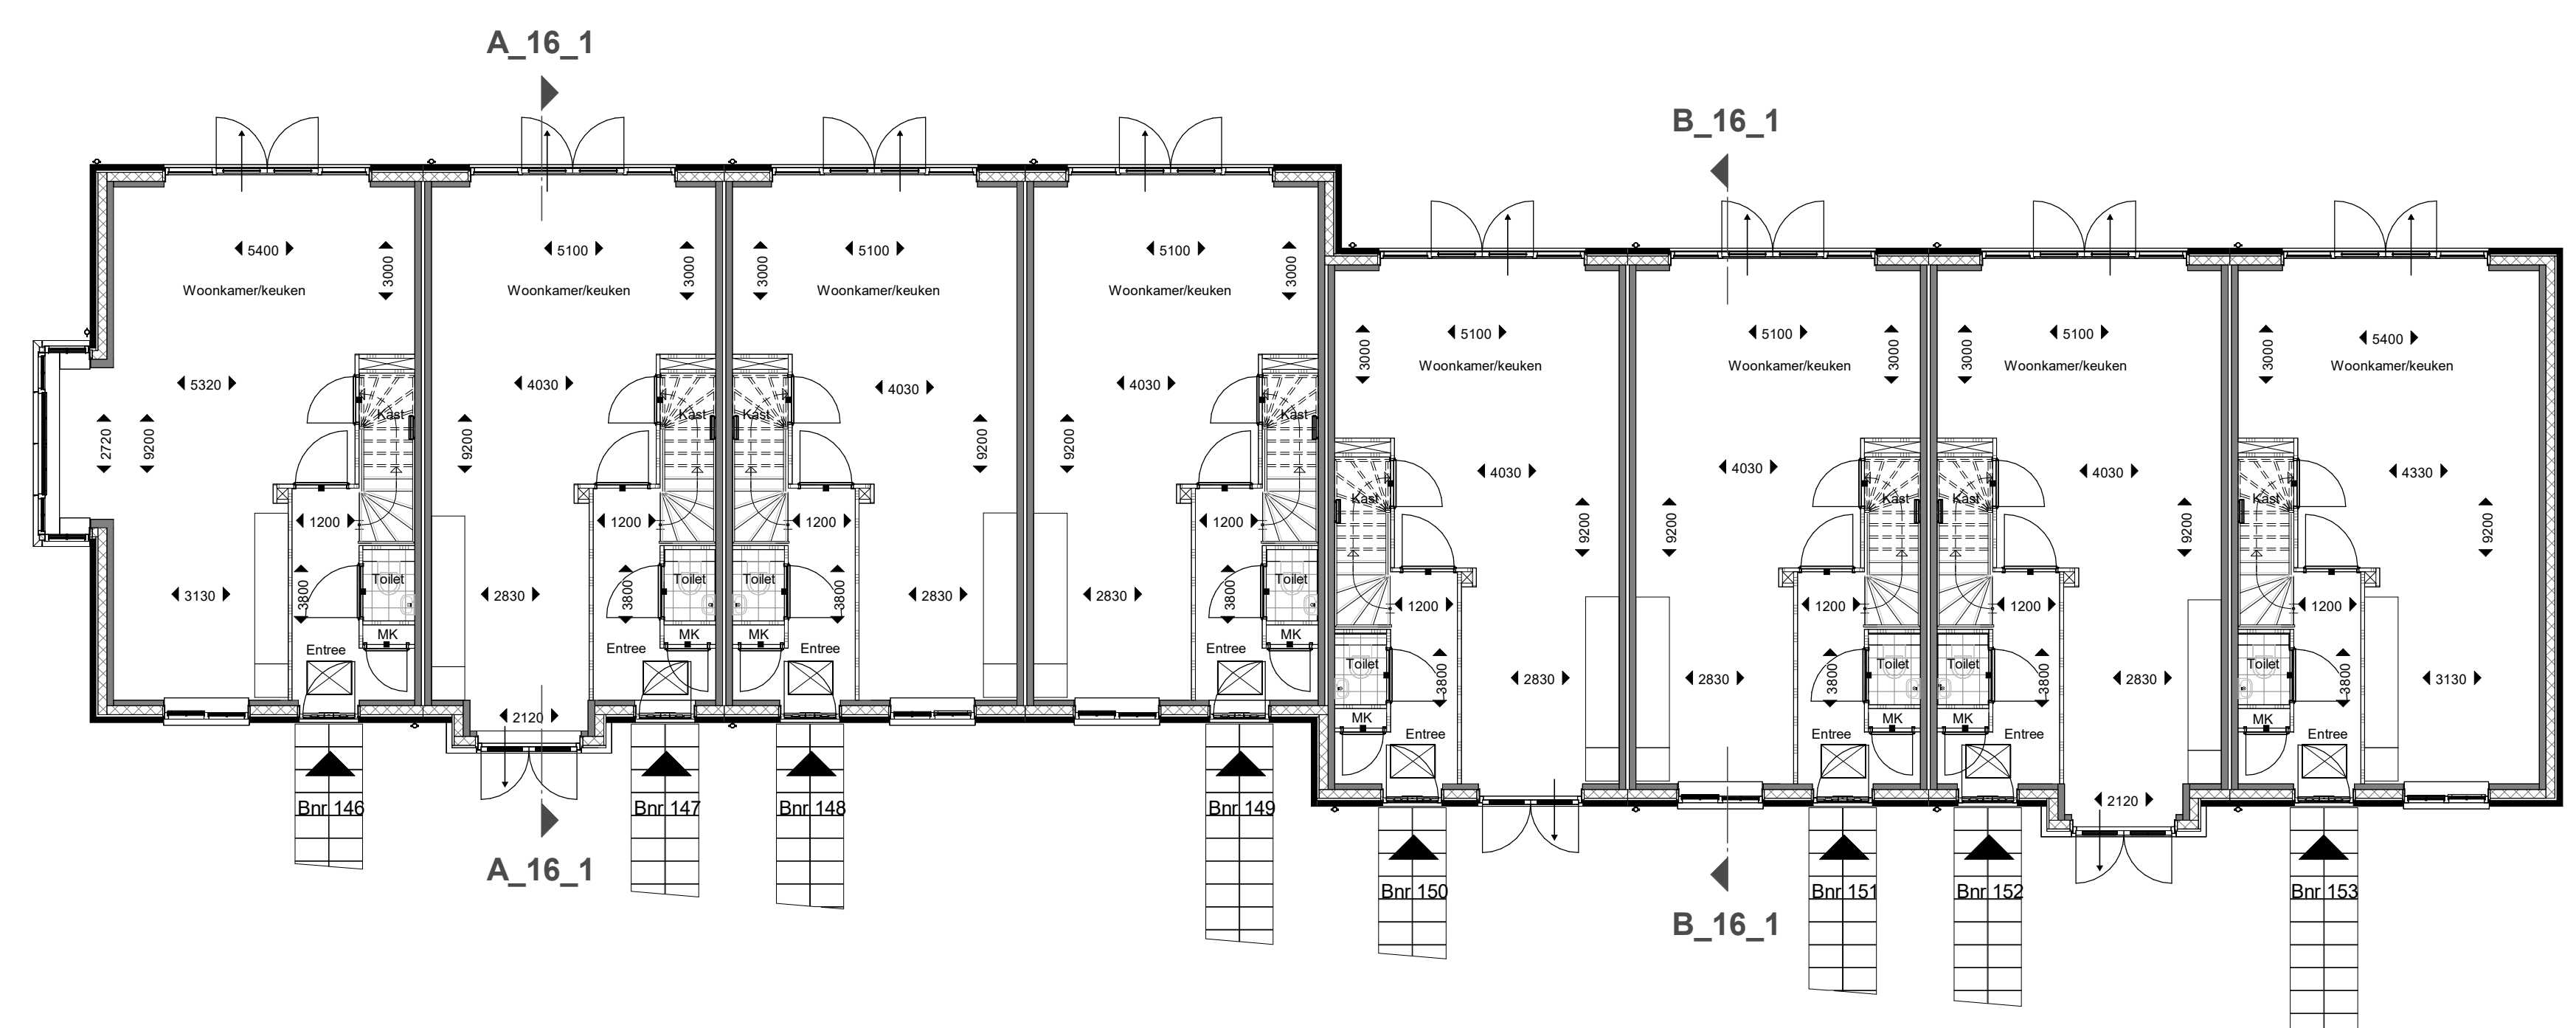 A_16_1
B_16_1
5400
3000
5100
3000
3000
5100
5100
3000
Woonkamer/keuken
Woonkamer/keuken
Woonkamer/keuken
Woonkamer/keuken
3000
5100
5100
3000
3000
5100
3000
5400
Woonkamer/keuken
Woonkamer/keuken
Woonkamer/keuken
Woonkamer/keuken
5320
4030
4030
4030
Kast
Kast
Kast
Kast
2720
9200
9200
9200
9200
4030
4030
4030
4330
Kast
Kast
Kast
Kast
1200
1200
1200
1200
9200
9200
9200
9200
Toilet
Toilet
Toilet
Toilet
3130
3800
2830
3800
3800
2830
2830
3800
1200
1200
1200
1200
MK
MK
MK
MK
Entree
Entree
Entree
Entree
Toilet
Toilet
Toilet
Toilet
3800
2830
2830
3800
3800
2830
3800
3130
2120
MK
MK
MK
MK
Entree
Entree
Entree
Entree
Bnr 146
Bnr 147
Bnr 148
Bnr 149
2120
A_16_1
Bnr 150
Bnr 151
Bnr 152
Bnr 153
B_16_1